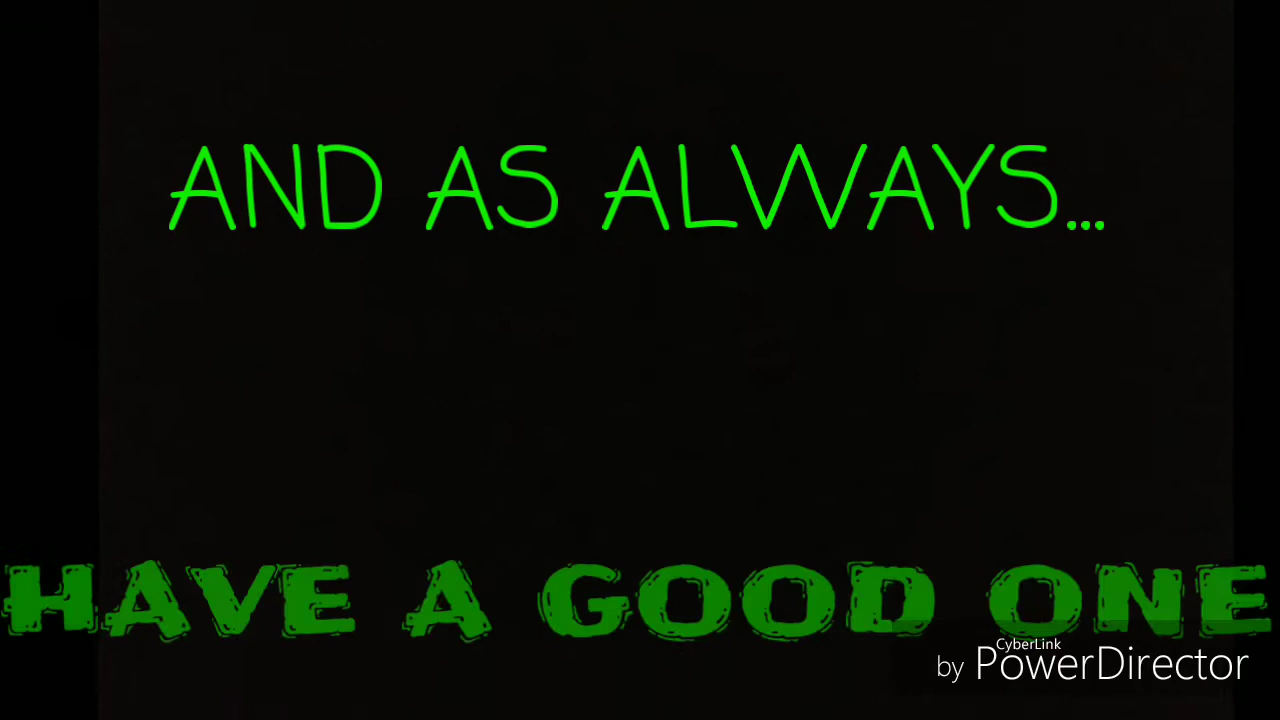 AND AS ALWAYS...
HAVE A GOOD ONE
CyberLink
by PowerDirector